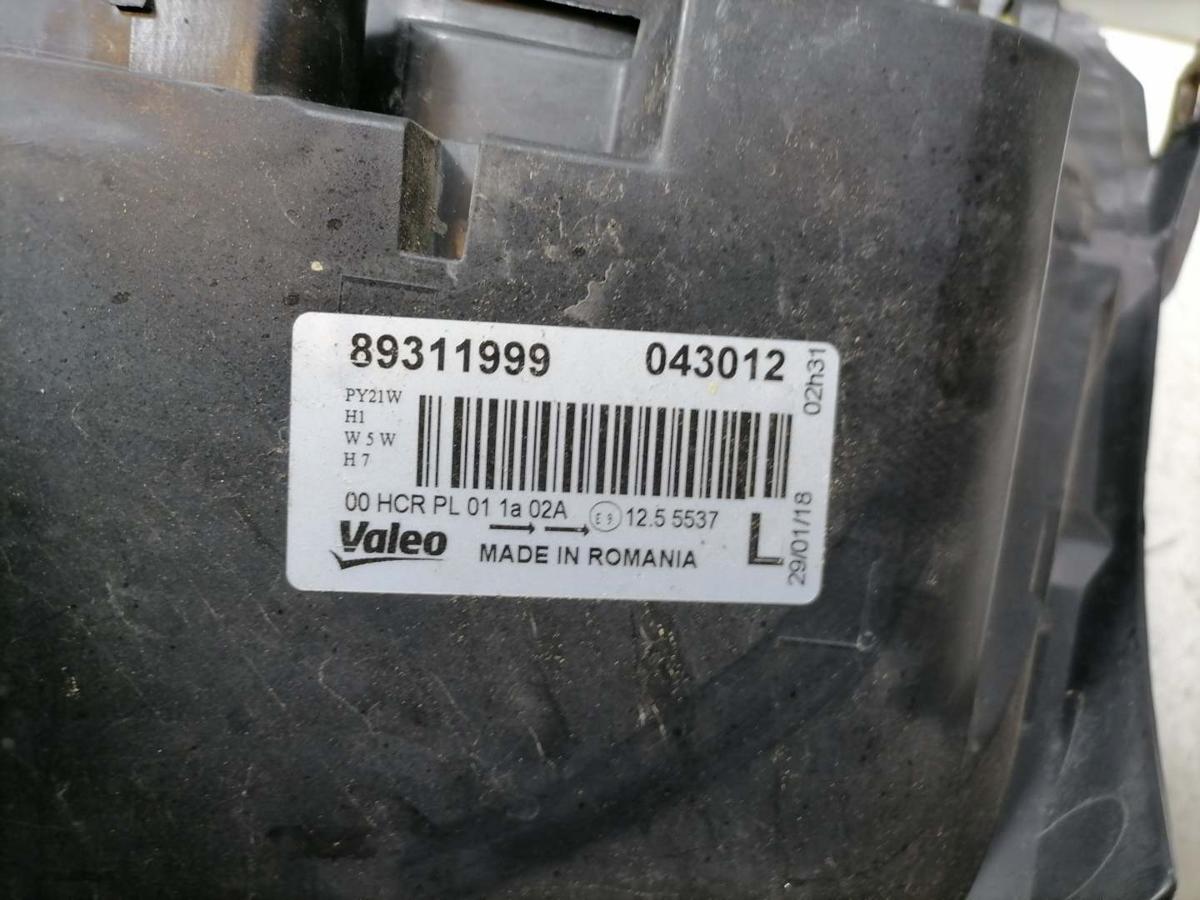 89311999 043012
02h31
PY21W
H1
W 5 W
H 7
00 HCR PL 01 1a 02A E9 12.5 5537
Valeo MADE IN ROMANIA L
29/01/18